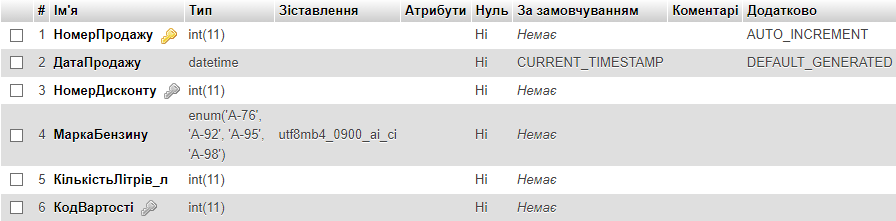 # Ім'я Тип Зіставлення Атрибути Нуль За замовчуванням Коментарі Додатково
1 НомерПродажу int(11) Ні Немає AUTO_INCREMENT
2 ДатаПродажу datetime Ні CURRENT_TIMESTAMP DEFAULT_GENERATED
3 НомерДисконту int(11) Ні Немає
4 МаркаБензину enum('А-76', 'А-92', 'А-95', 'А-98') utf8mb4_0900_ai_ci Ні Немає
5 КількістьЛітрів_л int(11) Ні Немає
6 КодВартості int(11) Ні Немає